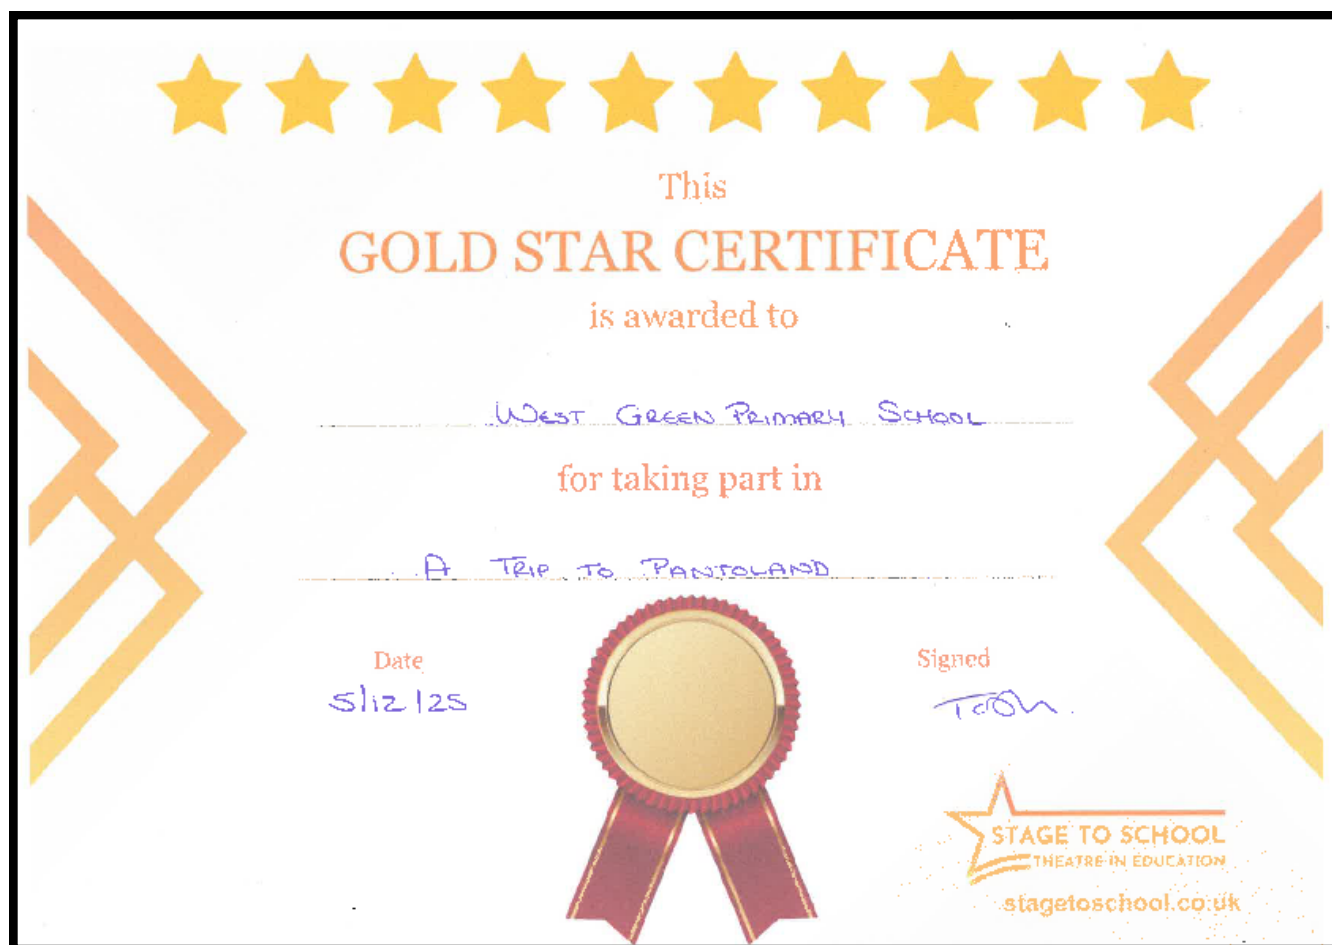 This
GOLD STAR CERTIFICATE
is awarded to
WEST GREEN PRIMARY SCHOOL
for taking part in
A TRIP TO PANTOLAND
Date
Signed
5/12/25
STAGE TO SCHOOL
THEATRE IN EDUCATION
stagetoschool.co.uk